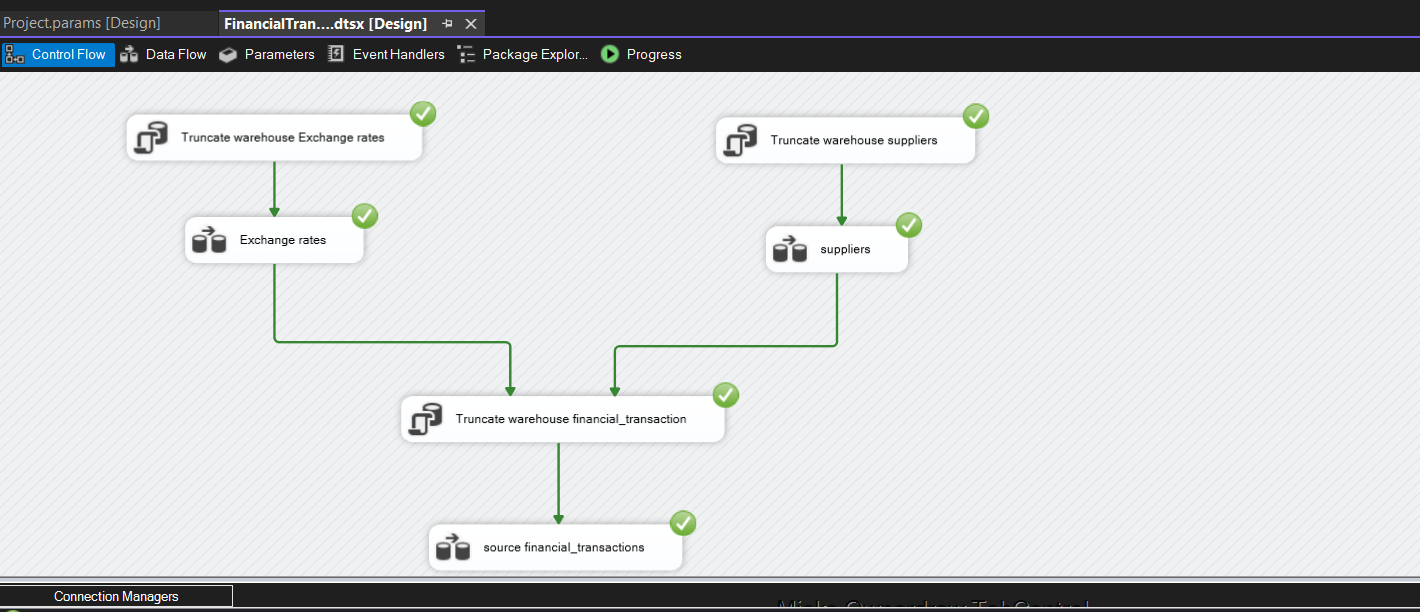 Project.params [Design]
FinancialTran....dtsx [Design]
Control Flow
Data Flow
Parameters
Event Handlers
Package Explor...
Progress
Truncate warehouse Exchange rates
Truncate warehouse suppliers
Exchange rates
suppliers
Truncate warehouse financial_transaction
source financial_transactions
Connection Managers